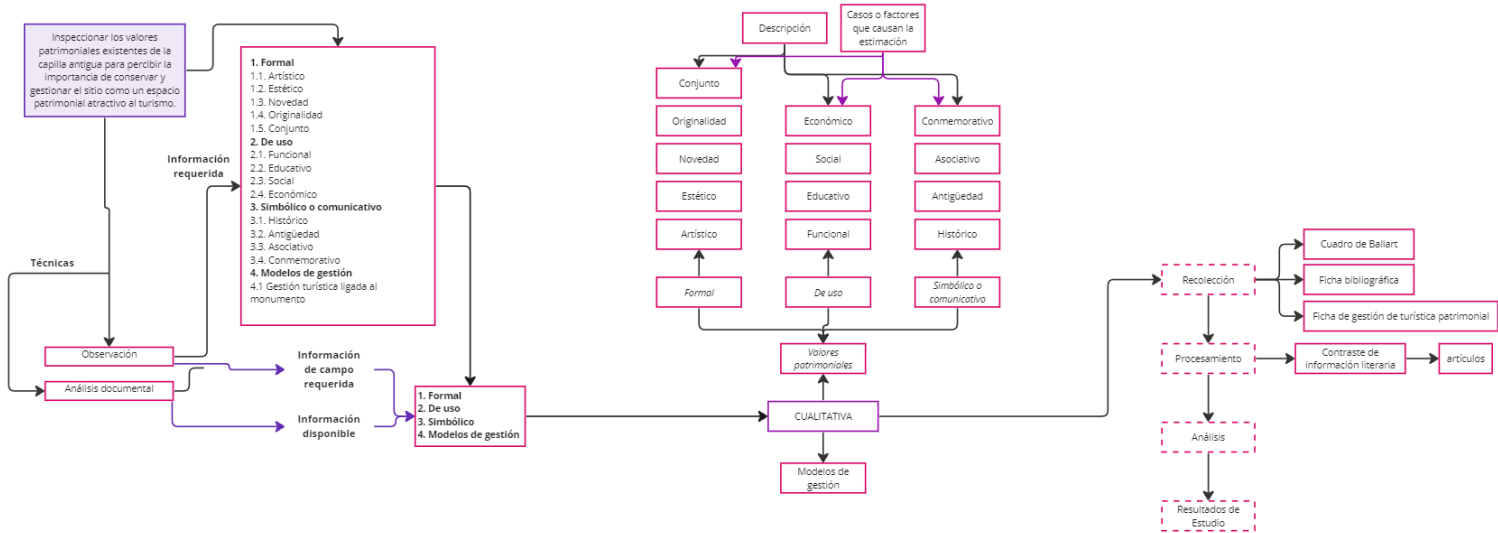 Inspeccionar los valores
patrimoniales existentes de la
capilla antigua para percibir la
importancia de conservar y
gestionar el sitio como un espacio
patrimonial atractivo al turismo.
Técnicas
Observación
Análisis documental
Información
requerida
1. Formal
1.1. Artístico
1.2. Estético
1.3. Novedad
1.4. Originalidad
1.5. Conjunto
2. De uso
2.1. Funcional
2.2. Educativo
2.3. Social
2.4. Económico
3. Simbólico o comunicativo
3.1. Histórico
3.2. Antigüedad
3.3. Asociativo
3.4. Conmemorativo
4. Modelos de gestión
4.1 Gestión turística ligada al
monumento
Información
de campo
requerida
Información
disponible
1. Formal
2. De uso
3. Simbólico
4. Modelos de gestión
Descripción
Casos o factores
que causan la
estimación
Conjunto
Originalidad
Novedad
Estético
Artístico
Formal
Económico
Social
Educativo
Funcional
De uso
Conmemorativo
Asociativo
Antigüedad
Histórico
Simbólico o
comunicativo
Valores
patrimoniales
CUALITATIVA
Modelos de
gestión
Recolección
Cuadro de Ballart
Ficha bibliográfica
Ficha de gestión de turística patrimonial
Procesamiento
Contraste de
información literaria
artículos
Análisis
Resultados de
Estudio